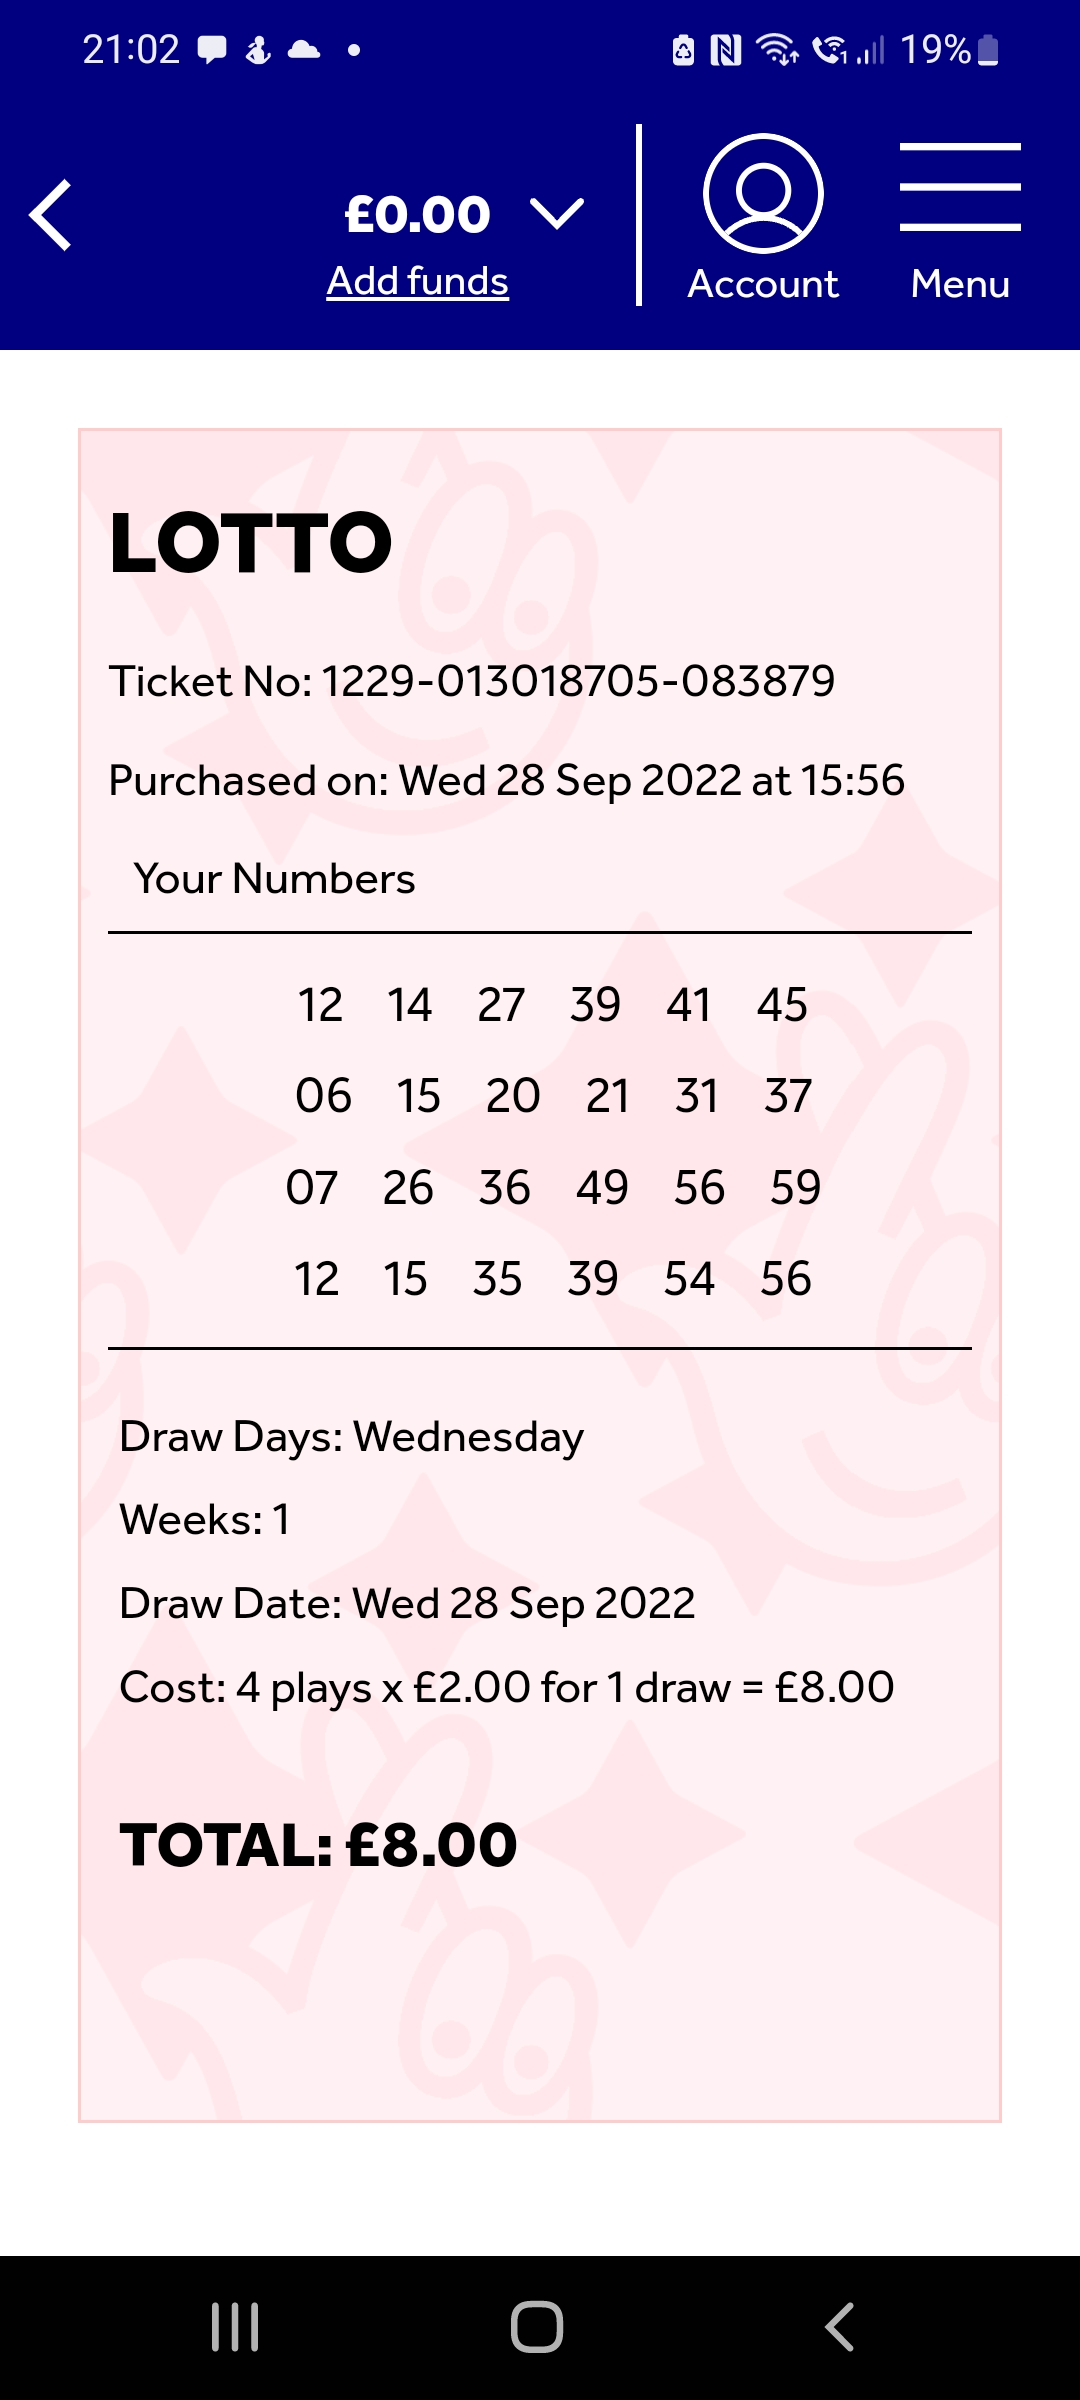 21:02 1 19%
£0.00
Add funds
Account
Menu
LOTTO
Ticket No: 1229-013018705-083879
Purchased on: Wed 28 Sep 2022 at 15:56
Your Numbers
12 14 27 39 41 45
06 15 20 21 31 37
07 26 36 49 56 59
12 15 35 39 54 56
Draw Days: Wednesday
Weeks: 1
Draw Date: Wed 28 Sep 2022
Cost: 4 plays x £2.00 for 1 draw = £8.00
TOTAL: £8.00